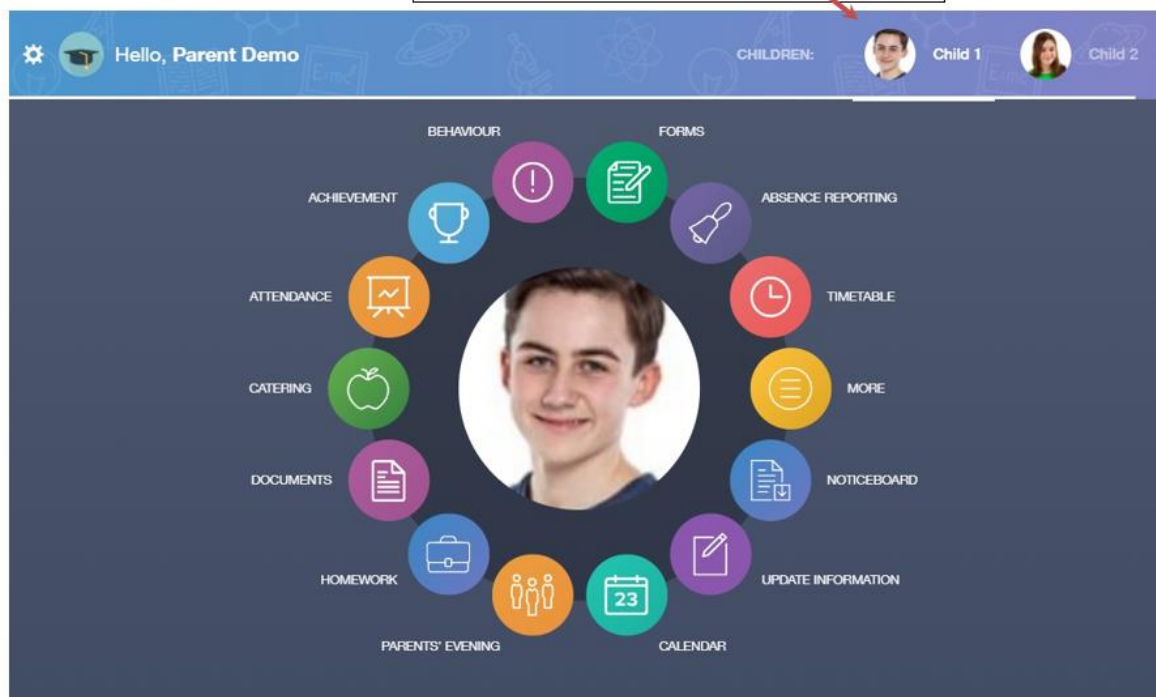 Hello, Parent Demo
CHILDREN:
Child 1
Child 2
BEHAVIOUR
FORMS
ACHIEVEMENT
ABSENCE REPORTING
ATTENDANCE
TIMETABLE
CATERING
MORE
DOCUMENTS
NOTICEBOARD
HOMEWORK
UPDATE INFORMATION
23
PARENTS' EVENING
CALENDAR